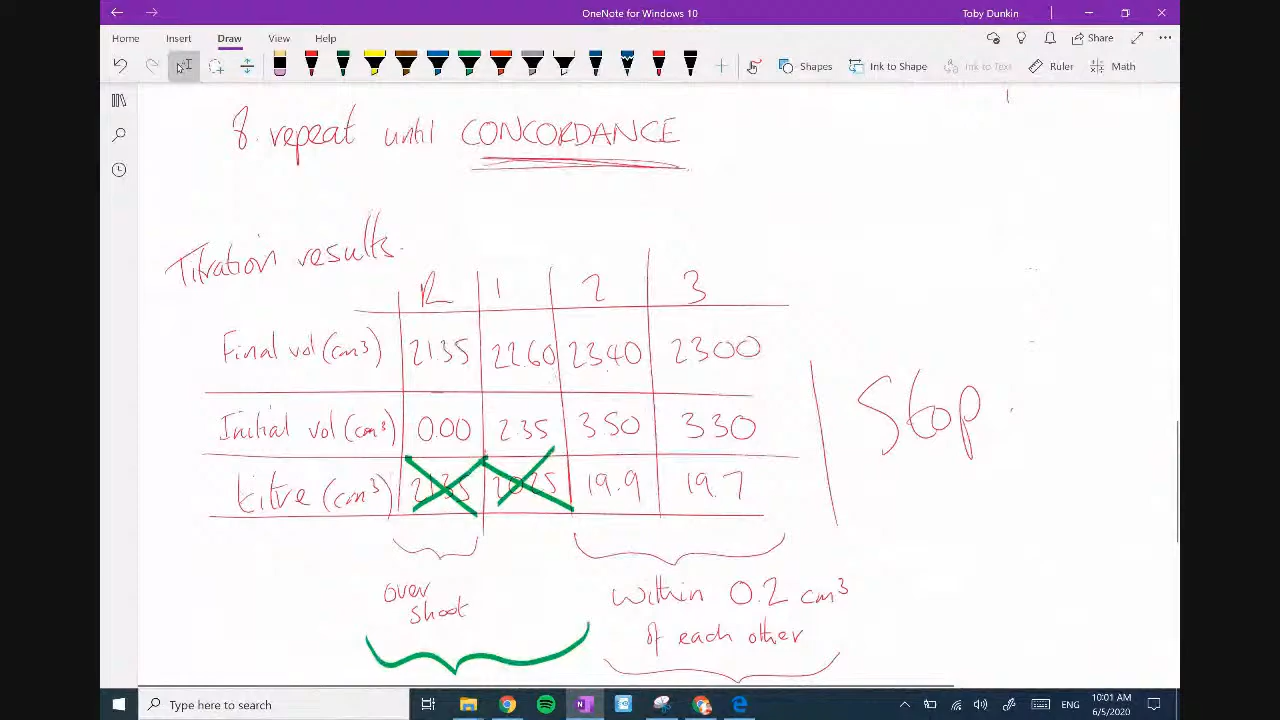 OneNote for Windows 10
Toby Dunkin
Home Insert Draw View Help
Share
Shapes Ink to Shape Ink to Text Ruler Math
8. repeat until CONCORDANCE
Titration results.
R 1 2 3
Final vol (cm³) 21.35 22.60 23.40 23.00
Initial vol (cm³) 0.00 2.35 3.50 3.30
titre (cm³) 21.35 20.25 19.9 19.7
Stop.
over
shoot
within 0.2 cm³
of each other
Type here to search
ENG
10:01 AM
6/5/2020